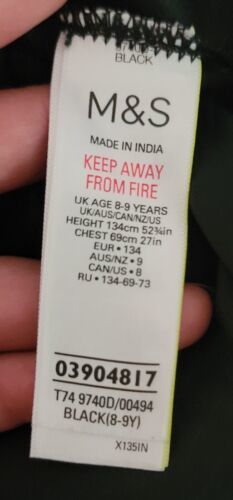 BLACK
M&S
MADE IN INDIA
KEEP AWAY
FROM FIRE
UK AGE 8-9 YEARS
UK/AUS/CAN/NZ/US
HEIGHT 134cm 52¾in
CHEST 69cm 27in
EUR • 134
AUS/NZ • 9
CAN/US • 8
RU • 134-69-73
03904817
T74 9740D/00494
BLACK(8-9Y)
X135IN